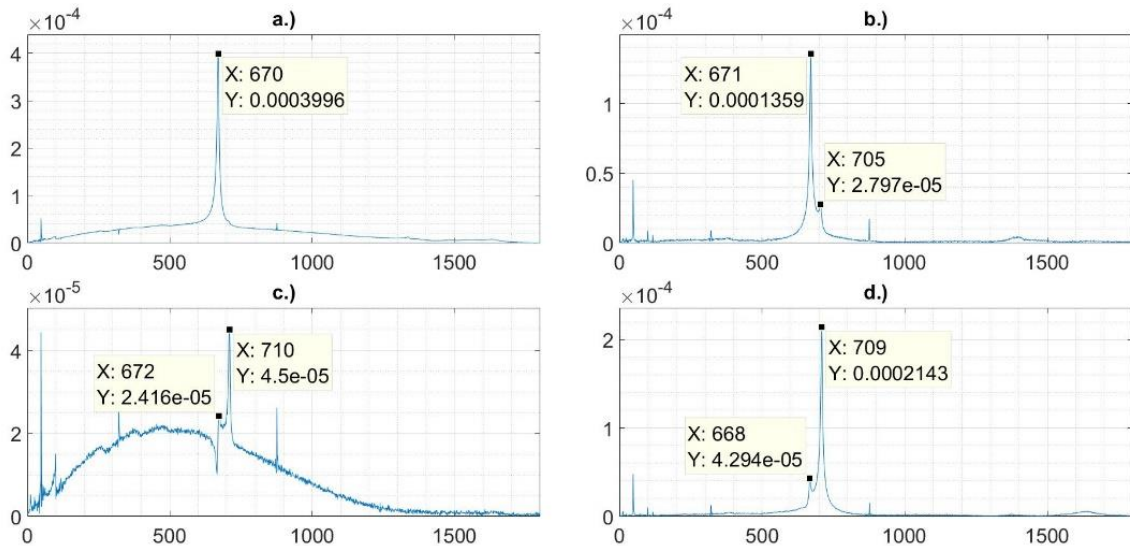 a.)
×10⁻⁴
4
3
2
1
0
X: 670
Y: 0.0003996
0 500 1000 1500
b.)
×10⁻⁴
1
0.5
0
X: 671
Y: 0.0001359
X: 705
Y: 2.797e-05
0 500 1000 1500
c.)
×10⁻⁵
4
2
0
X: 672
Y: 2.416e-05
X: 710
Y: 4.5e-05
0 500 1000 1500
d.)
×10⁻⁴
2
1
0
X: 709
Y: 0.0002143
X: 668
Y: 4.294e-05
0 500 1000 1500